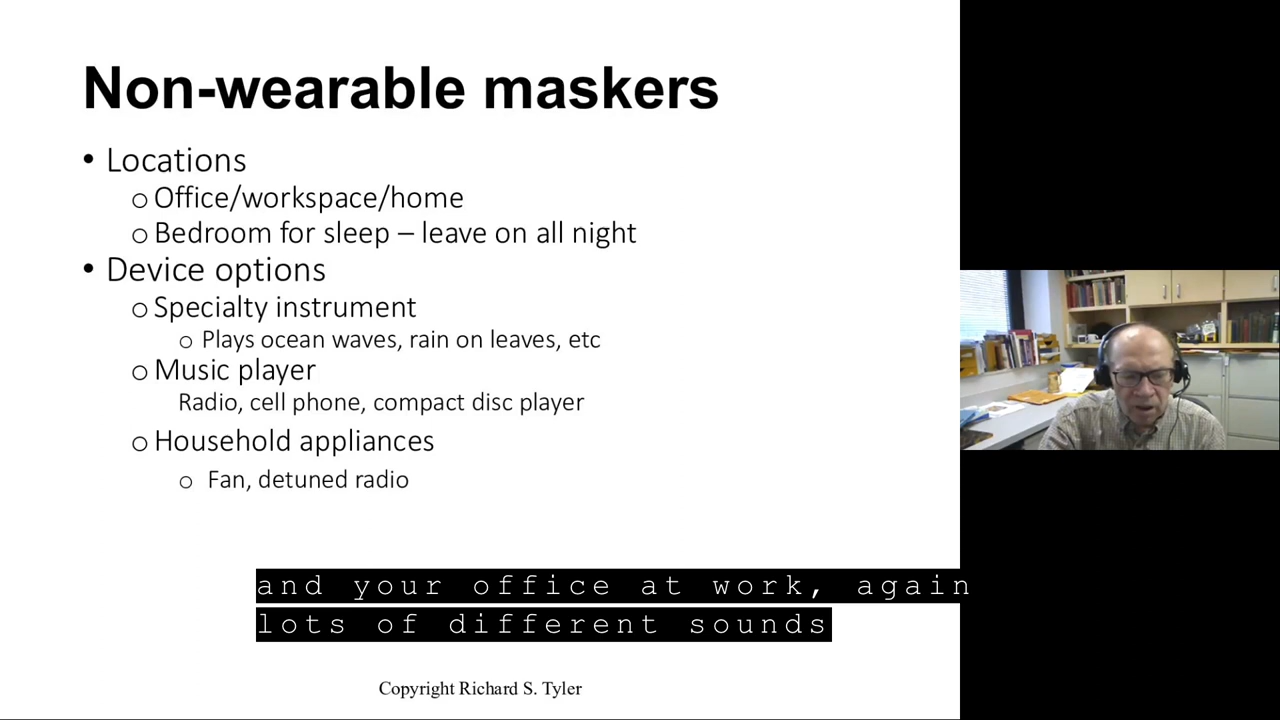 Non-wearable maskers
• Locations
o Office/workspace/home
o Bedroom for sleep – leave on all night
• Device options
o Specialty instrument
o Plays ocean waves, rain on leaves, etc
o Music player
Radio, cell phone, compact disc player
o Household appliances
o Fan, detuned radio
and your office at work, again
lots of different sounds
Copyright Richard S. Tyler